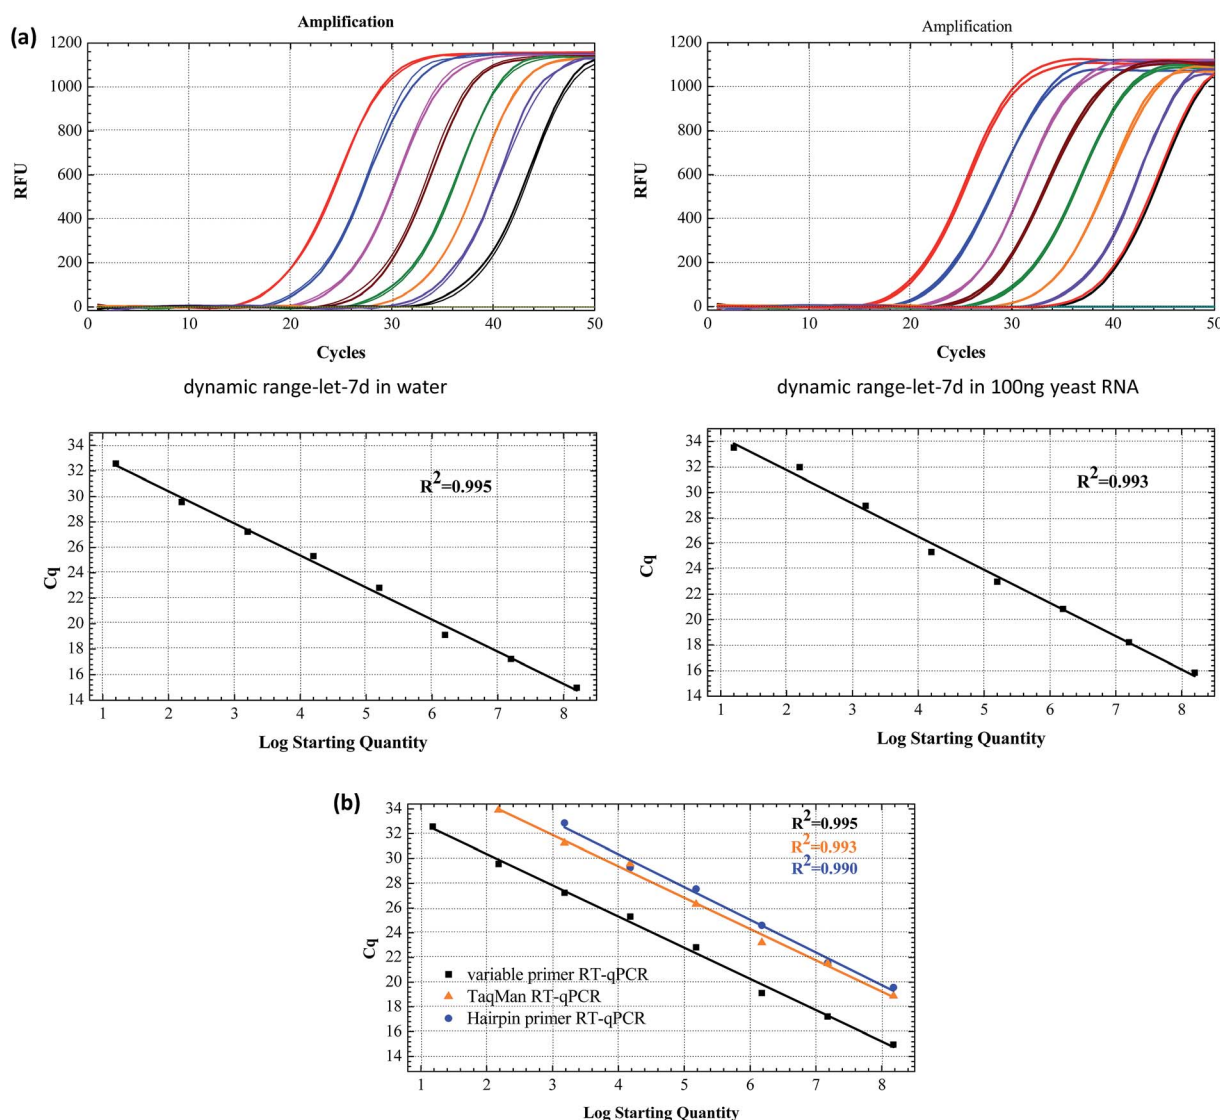 (a)
Amplification
1200
1000
800
600
400
200
0
RFU
0 10 20 30 40 50
Cycles
dynamic range-let-7d in water
Amplification
1200
1000
800
600
400
200
0
RFU
0 10 20 30 40 50
Cycles
dynamic range-let-7d in 100ng yeast RNA
34
32
30
28
26
24
22
20
18
16
14
Cq
R²=0.995
1 2 3 4 5 6 7 8
Log Starting Quantity
34
32
30
28
26
24
22
20
18
16
14
Cq
R²=0.993
1 2 3 4 5 6 7 8
Log Starting Quantity
(b)
34
32
30
28
26
24
22
20
18
16
14
Cq
R²=0.995
R²=0.993
R²=0.990
variable primer RT-qPCR
TaqMan RT-qPCR
Hairpin primer RT-qPCR
1 2 3 4 5 6 7 8
Log Starting Quantity